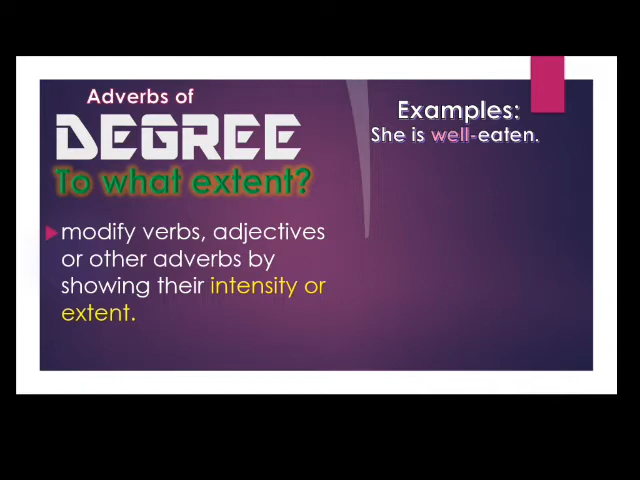 Adverbs of
DEGREE
To what extent?
modify verbs, adjectives
or other adverbs by
showing their intensity or
extent.
Examples:
She is well-eaten.